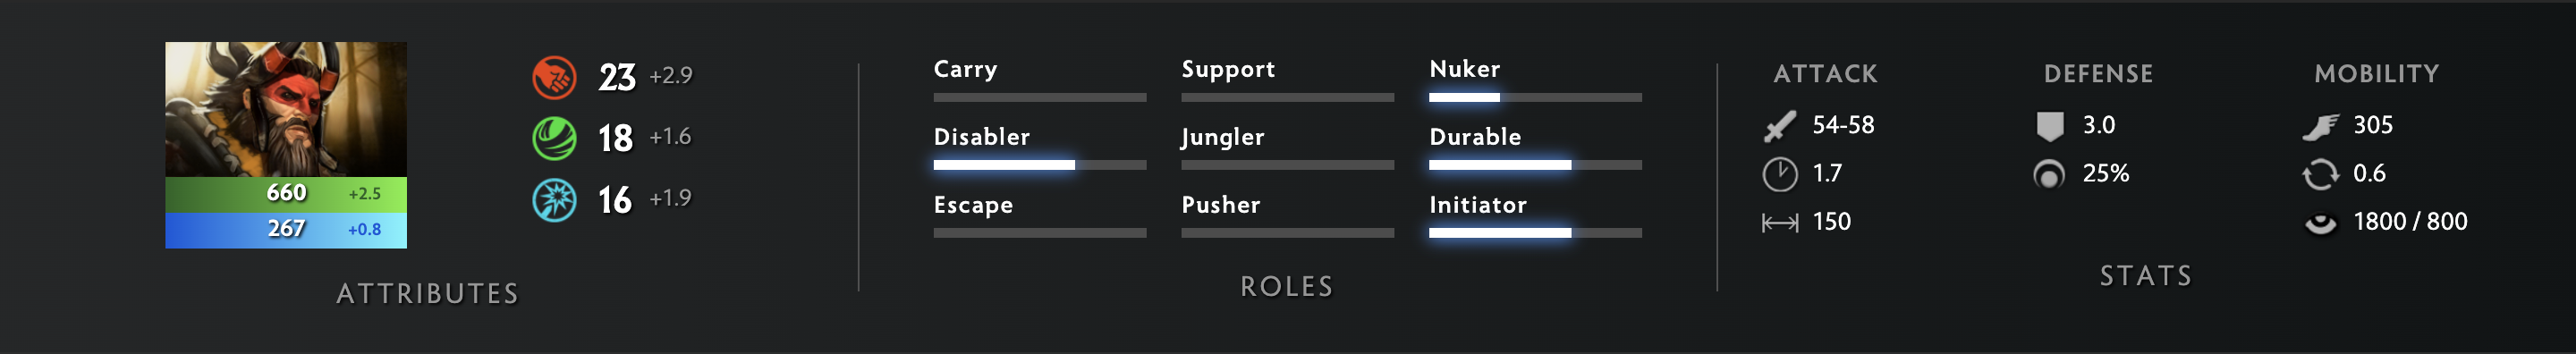 660 +2.5
267 +0.8
23 +2.9
18 +1.6
16 +1.9
ATTRIBUTES
Carry
Support
Nuker
Disabler
Jungler
Durable
Escape
Pusher
Initiator
ROLES
ATTACK
54-58
1.7
150
DEFENSE
3.0
25%
MOBILITY
305
0.6
1800 / 800
STATS